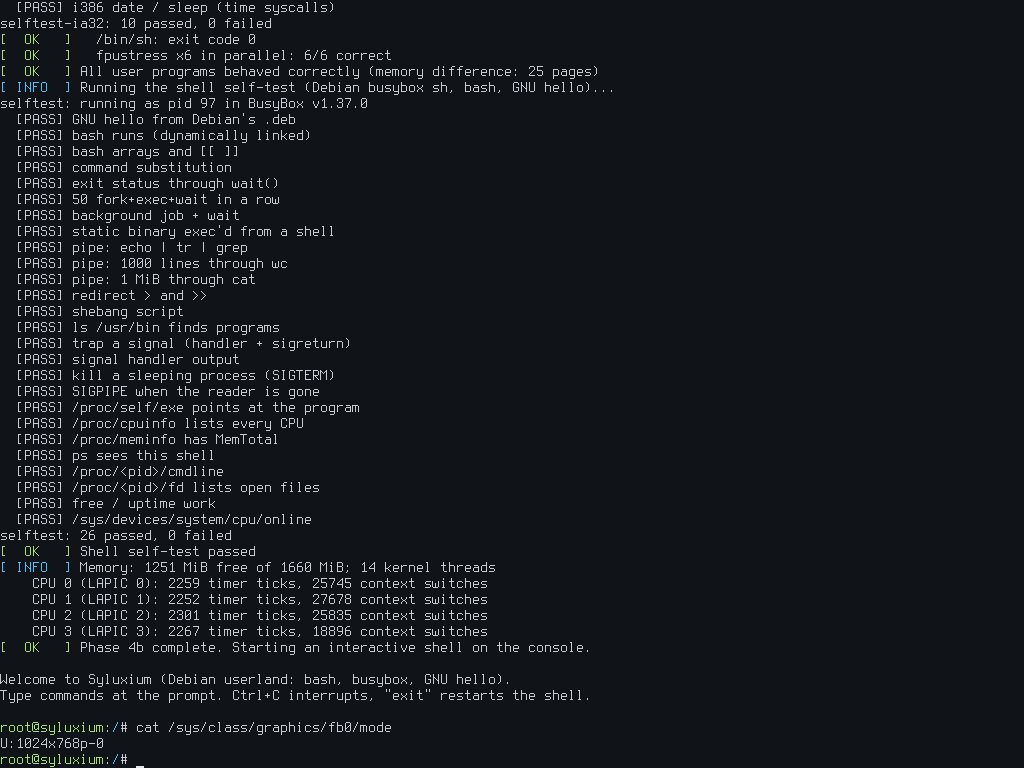 [PASS] i386 date / sleep (time syscalls)
selftest-ia32: 10 passed, 0 failed
[  OK   ]   /bin/sh: exit code 0
[  OK   ]   fpustress x6 in parallel: 6/6 correct
[  OK   ] All user programs behaved correctly (memory difference: 25 pages)
[ INFO  ] Running the shell self-test (Debian busybox sh, bash, GNU hello)...
selftest: running as pid 97 in BusyBox v1.37.0
  [PASS] GNU hello from Debian's .deb
  [PASS] bash runs (dynamically linked)
  [PASS] bash arrays and [[ ]]
  [PASS] command substitution
  [PASS] exit status through wait()
  [PASS] 50 fork+exec+wait in a row
  [PASS] background job + wait
  [PASS] static binary exec'd from a shell
  [PASS] pipe: echo | tr | grep
  [PASS] pipe: 1000 lines through wc
  [PASS] pipe: 1 MiB through cat
  [PASS] redirect > and >>
  [PASS] shebang script
  [PASS] ls /usr/bin finds programs
  [PASS] trap a signal (handler + sigreturn)
  [PASS] signal handler output
  [PASS] kill a sleeping process (SIGTERM)
  [PASS] SIGPIPE when the reader is gone
  [PASS] /proc/self/exe points at the program
  [PASS] /proc/cpuinfo lists every CPU
  [PASS] /proc/meminfo has MemTotal
  [PASS] ps sees this shell
  [PASS] /proc/<pid>/cmdline
  [PASS] /proc/<pid>/fd lists open files
  [PASS] free / uptime work
  [PASS] /sys/devices/system/cpu/online
selftest: 26 passed, 0 failed
[  OK   ] Shell self-test passed
[ INFO  ] Memory: 1251 MiB free of 1660 MiB; 14 kernel threads
    CPU 0 (LAPIC 0): 2259 timer ticks, 25745 context switches
    CPU 1 (LAPIC 1): 2252 timer ticks, 27678 context switches
    CPU 2 (LAPIC 2): 2301 timer ticks, 25835 context switches
    CPU 3 (LAPIC 3): 2267 timer ticks, 18896 context switches
[  OK   ] Phase 4b complete. Starting an interactive shell on the console.

Welcome to Syluxium (Debian userland: bash, busybox, GNU hello).
Type commands at the prompt. Ctrl+C interrupts, "exit" restarts the shell.

root@syluxium:/# cat /sys/class/graphics/fb0/mode
U:1024x768p-0
root@syluxium:/# _